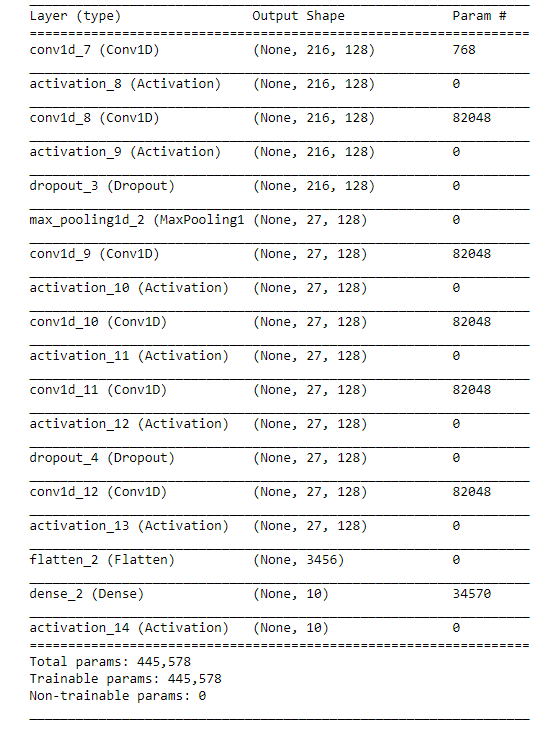 Layer (type) Output Shape Param #
conv1d_7 (Conv1D) (None, 216, 128) 768
activation_8 (Activation) (None, 216, 128) 0
conv1d_8 (Conv1D) (None, 216, 128) 82048
activation_9 (Activation) (None, 216, 128) 0
dropout_3 (Dropout) (None, 216, 128) 0
max_pooling1d_2 (MaxPooling1 (None, 27, 128) 0
conv1d_9 (Conv1D) (None, 27, 128) 82048
activation_10 (Activation) (None, 27, 128) 0
conv1d_10 (Conv1D) (None, 27, 128) 82048
activation_11 (Activation) (None, 27, 128) 0
conv1d_11 (Conv1D) (None, 27, 128) 82048
activation_12 (Activation) (None, 27, 128) 0
dropout_4 (Dropout) (None, 27, 128) 0
conv1d_12 (Conv1D) (None, 27, 128) 82048
activation_13 (Activation) (None, 27, 128) 0
flatten_2 (Flatten) (None, 3456) 0
dense_2 (Dense) (None, 10) 34570
activation_14 (Activation) (None, 10) 0
Total params: 445,578
Trainable params: 445,578
Non-trainable params: 0